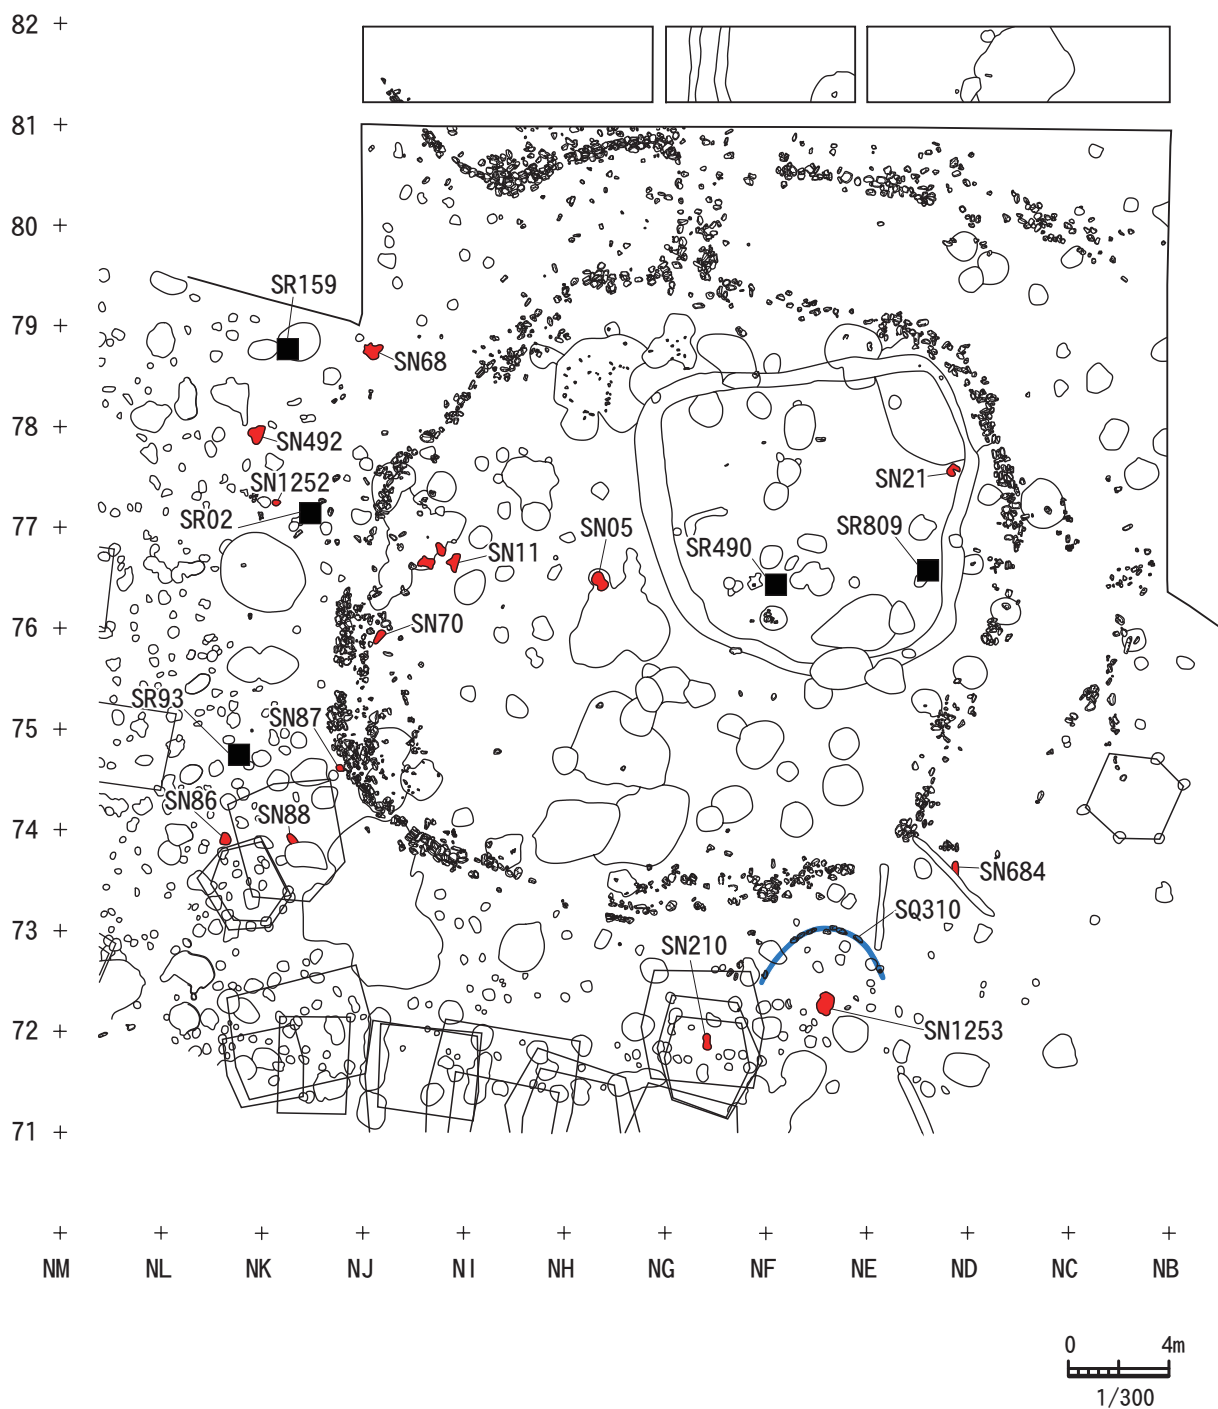 82
81
80
79
78
77
76
75
74
73
72
71
SR159
SN68
SN492
SN1252
SR02
SN21
SN05
SR809
SN11
SR490
SN70
SR93
SN87
SN86
SN88
SN684
SQ310
SN210
SN1253
NM NL NK NJ NI NH NG NF NE ND NC NB
0 4m
1/300